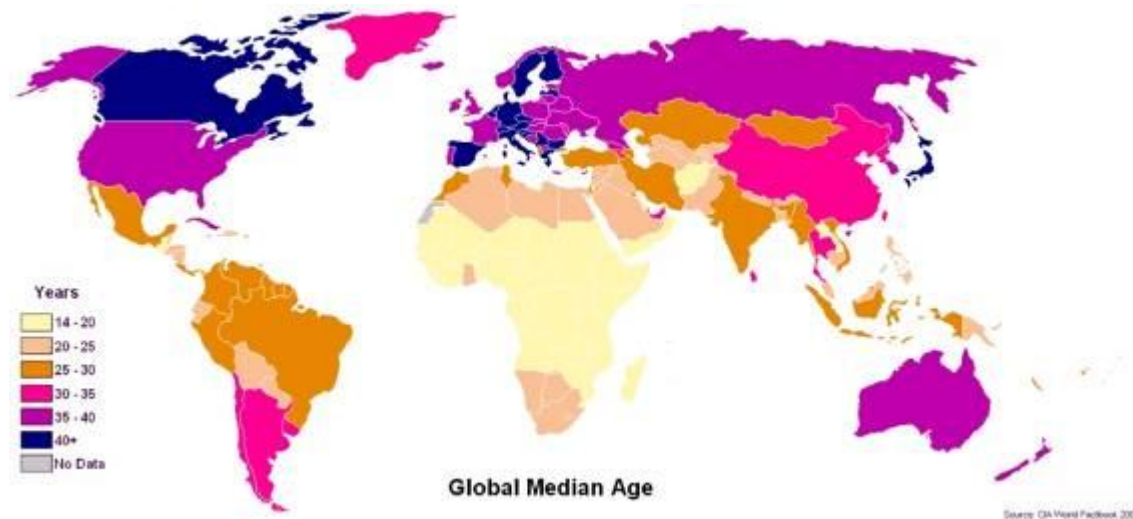 Years
14 - 20
20 - 25
25 - 30
30 - 35
35 - 40
40+
No Data
Global Median Age
Source: CIA World Factbook